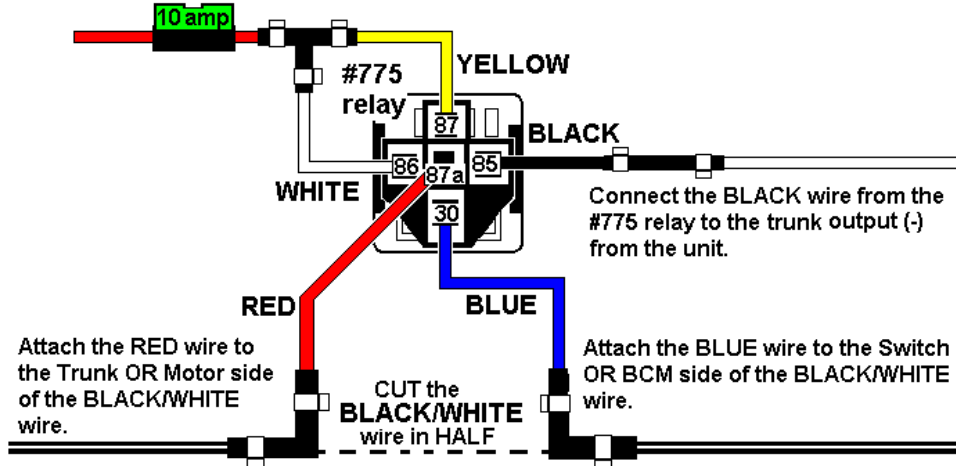 10 amp
#775
relay
YELLOW
87
BLACK
86
85
87a
WHITE
30
Connect the BLACK wire from the
#775 relay to the trunk output (-)
from the unit.
RED
BLUE
Attach the RED wire to
the Trunk OR Motor side
of the BLACK/WHITE
wire.
CUT the
BLACK/WHITE
wire in HALF
Attach the BLUE wire to the Switch
OR BCM side of the BLACK/WHITE
wire.